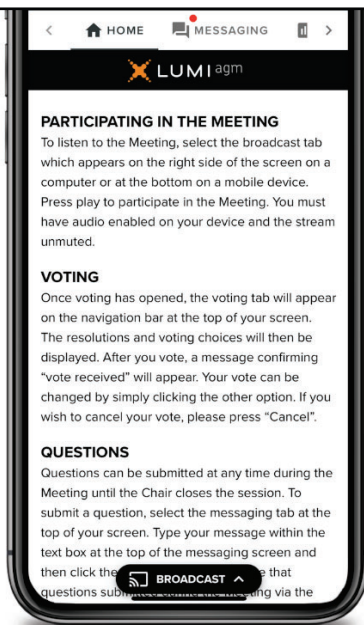 HOME MESSAGING
LUMI agm
PARTICIPATING IN THE MEETING
To listen to the Meeting, select the broadcast tab
which appears on the right side of the screen on a
computer or at the bottom on a mobile device.
Press play to participate in the Meeting. You must
have audio enabled on your device and the stream
unmuted.
VOTING
Once voting has opened, the voting tab will appear
on the navigation bar at the top of your screen.
The resolutions and voting choices will then be
displayed. After you vote, a message confirming
“vote received” will appear. Your vote can be
changed by simply clicking the other option. If you
wish to cancel your vote, please press “Cancel”.
QUESTIONS
Questions can be submitted at any time during the
Meeting until the Chair closes the session. To
submit a question, select the messaging tab at the
top of your screen. Type your message within the
text box at the top of the messaging screen and
then click the that
BROADCAST
questions via the